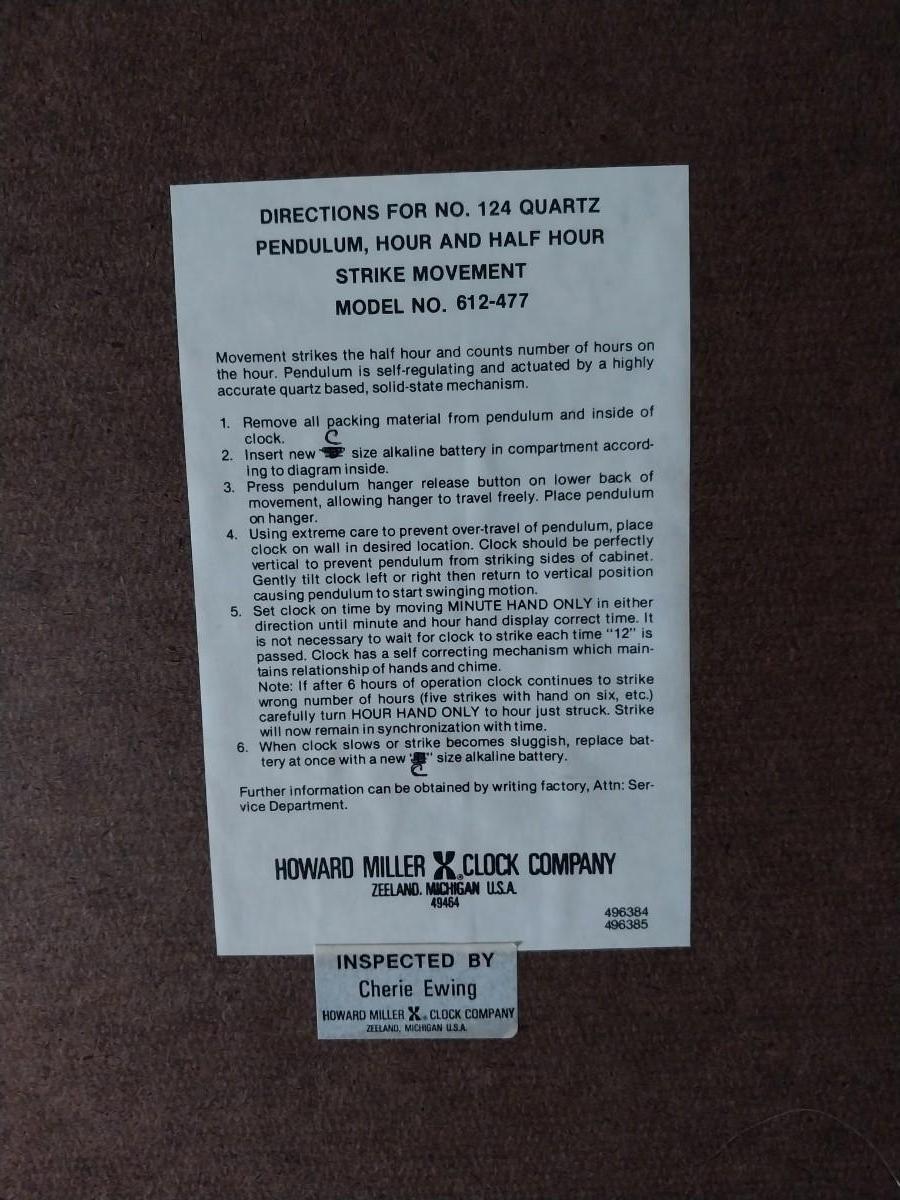 DIRECTIONS FOR NO. 124 QUARTZ
PENDULUM, HOUR AND HALF HOUR
STRIKE MOVEMENT
MODEL NO. 612-477
Movement strikes the half hour and counts number of hours on
the hour. Pendulum is self-regulating and actuated by a highly
accurate quartz based, solid-state mechanism.
1. Remove all packing material from pendulum and inside of
clock.
2. Insert new C size alkaline battery in compartment accord-
ing to diagram inside.
3. Press pendulum hanger release button on lower back of
movement, allowing hanger to travel freely. Place pendulum
on hanger.
4. Using extreme care to prevent over-travel of pendulum, place
clock on wall in desired location. Clock should be perfectly
vertical to prevent pendulum from striking sides of cabinet.
Gently tilt clock left or right then return to vertical position
causing pendulum to start swinging motion.
5. Set clock on time by moving MINUTE HAND ONLY in either
direction until minute and hour hand display correct time. It
is not necessary to wait for clock to strike each time "12" is
passed. Clock has a self correcting mechanism which main-
tains relationship of hands and chime.
Note: If after 6 hours of operation clock continues to strike
wrong number of hours (five strikes with hand on six, etc.)
carefully turn HOUR HAND ONLY to hour just struck. Strike
will now remain in synchronization with time.
6. When clock slows or strike becomes sluggish, replace bat-
tery at once with a new " " size alkaline battery.
C
Further information can be obtained by writing factory, Attn: Ser-
vice Department.
HOWARD MILLER CLOCK COMPANY
ZEELAND, MICHIGAN U.S.A.
49464
496384
496385
INSPECTED BY
Cherie Ewing
HOWARD MILLER CLOCK COMPANY
ZEELAND, MICHIGAN U.S.A.